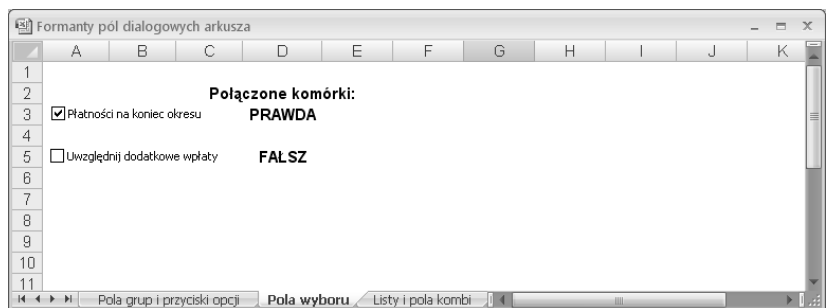 Formanty pól dialogowych arkusza
A B C D E F G H I J K
1
2 Połączone komórki:
3 Płatności na koniec okresu PRAWDA
4
5 Uwzględnij dodatkowe wpłaty FAŁSZ
6
7
8
9
10
11
Pola grup i przyciski opcji Pola wyboru Listy i pola kombi